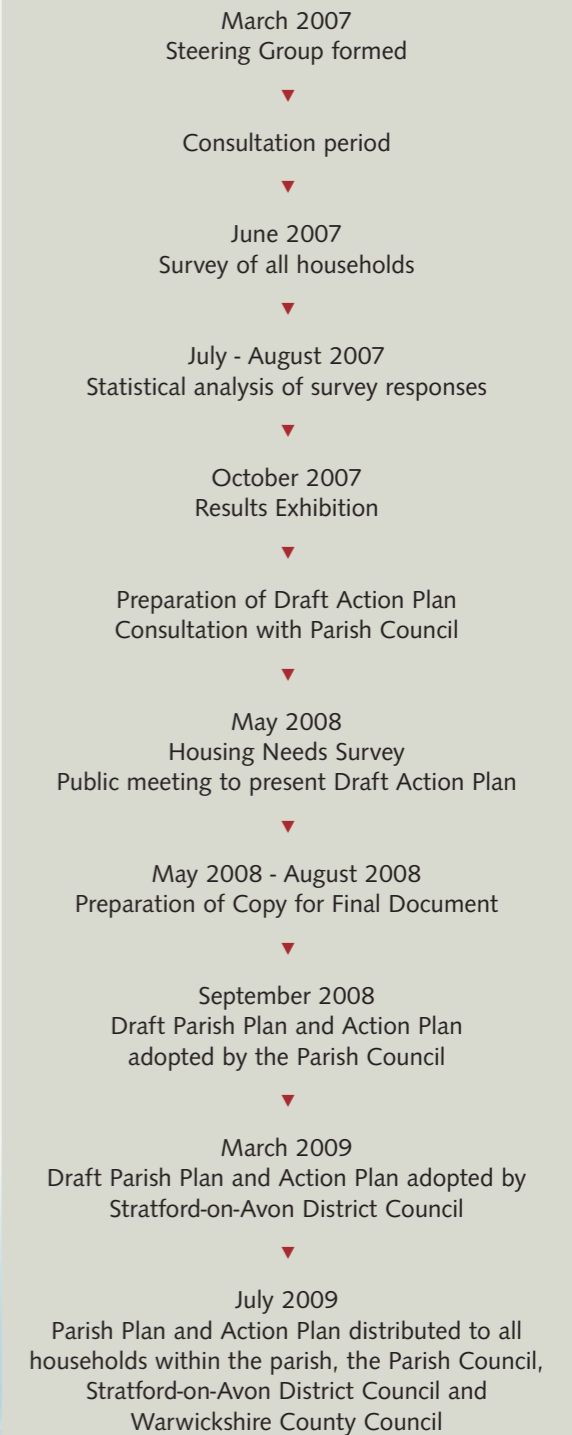 March 2007
Steering Group formed
Consultation period
June 2007
Survey of all households
July - August 2007
Statistical analysis of survey responses
October 2007
Results Exhibition
Preparation of Draft Action Plan
Consultation with Parish Council
May 2008
Housing Needs Survey
Public meeting to present Draft Action Plan
May 2008 - August 2008
Preparation of Copy for Final Document
September 2008
Draft Parish Plan and Action Plan
adopted by the Parish Council
March 2009
Draft Parish Plan and Action Plan adopted by
Stratford-on-Avon District Council
July 2009
Parish Plan and Action Plan distributed to all
households within the parish, the Parish Council,
Stratford-on-Avon District Council and
Warwickshire County Council